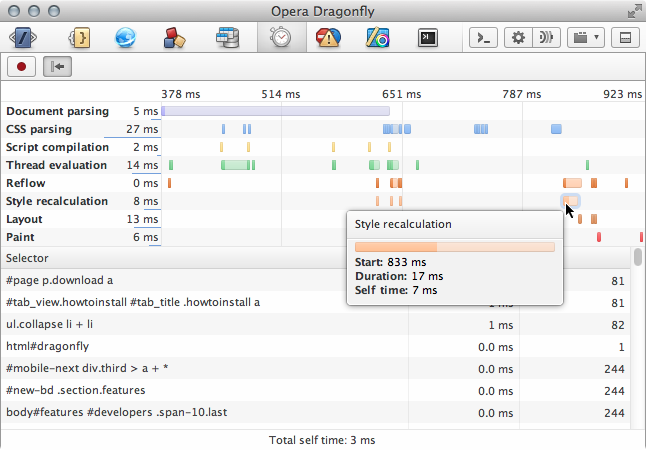 Opera Dragonfly
378 ms 514 ms 651 ms 787 ms 923 ms
Document parsing 5 ms
CSS parsing 27 ms
Script compilation 2 ms
Thread evaluation 14 ms
Reflow 0 ms
Style recalculation 8 ms
Layout 13 ms
Paint 6 ms
Style recalculation
Start: 833 ms
Duration: 17 ms
Self time: 7 ms
Selector
#page p.download a 81
#tab_view.howtoinstall #tab_title .howtoinstall a 1 ms 81
ul.collapse li + li 1 ms 82
html#dragonfly 0.0 ms 1
#mobile-next div.third > a + * 0.0 ms 244
#new-bd .section.features 0.0 ms 244
body#features #developers .span-10.last 0.0 ms 244
Total self time: 3 ms